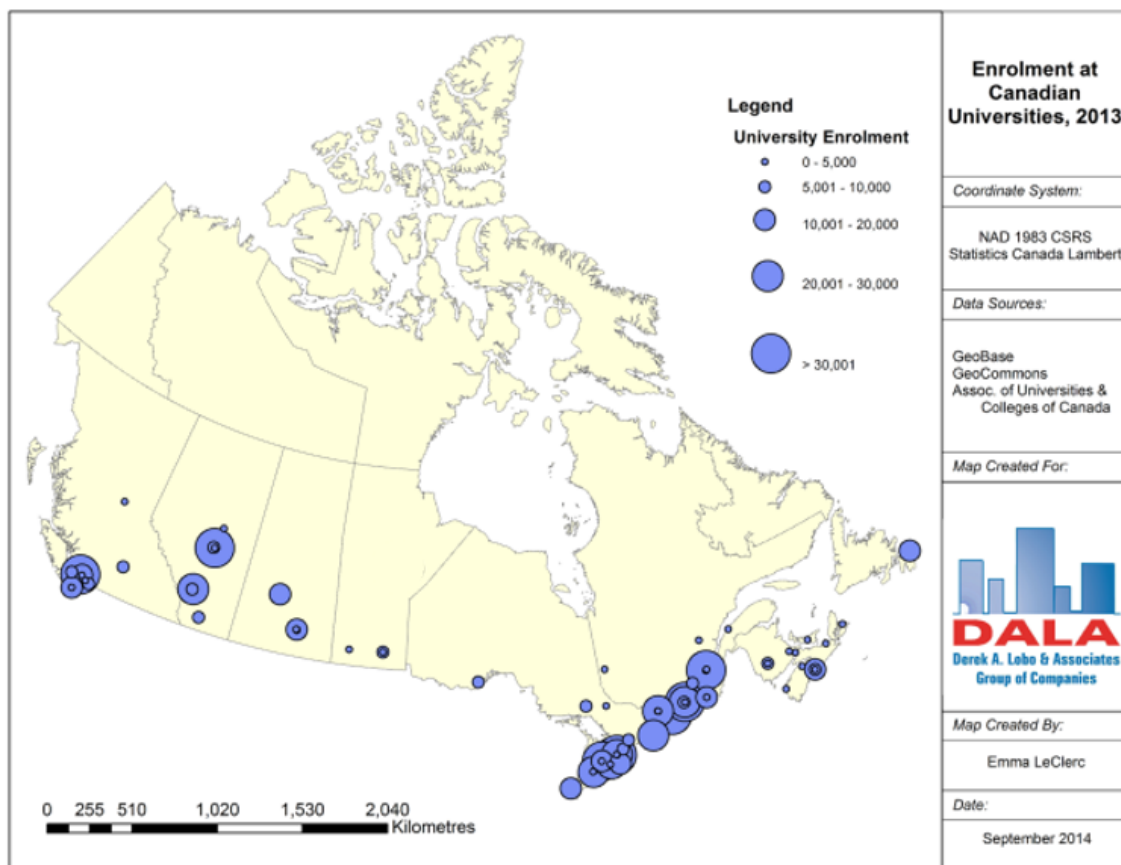 Legend
University Enrolment
0 - 5,000
5,001 - 10,000
10,001 - 20,000
20,001 - 30,000
> 30,001
0 255 510 1,020 1,530 2,040
Kilometres
Enrolment at
Canadian
Universities, 2013
Coordinate System:
NAD 1983 CSRS
Statistics Canada Lambert
Data Sources:
GeoBase
GeoCommons
Assoc. of Universities &
Colleges of Canada
Map Created For:
DALA
Derek A. Lobo & Associates
Group of Companies
Map Created By:
Emma LeClerc
Date:
September 2014